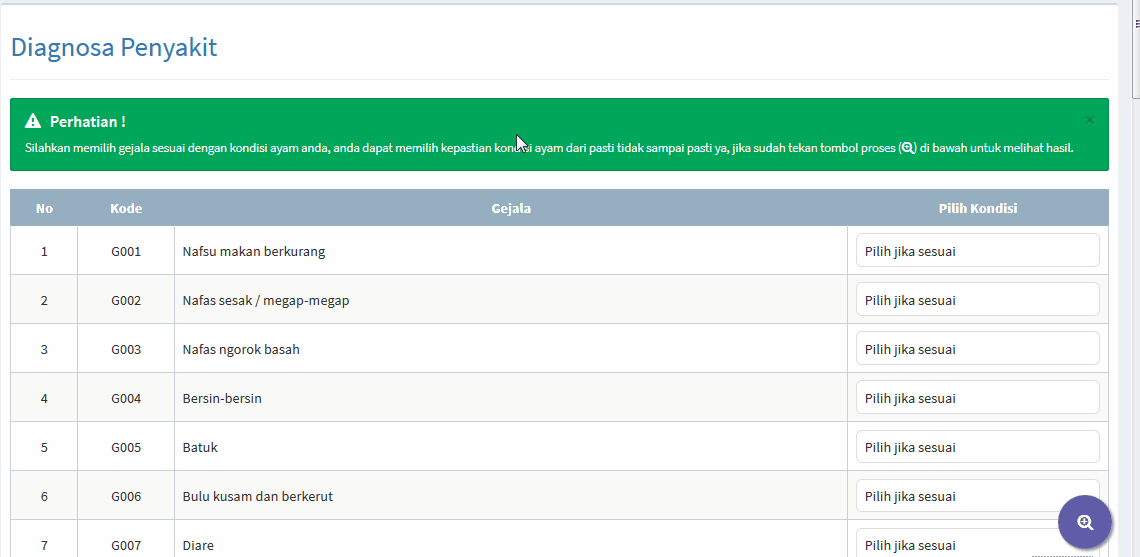 Diagnosa Penyakit
Perhatian !
×
Silahkan memilih gejala sesuai dengan kondisi ayam anda, anda dapat memilih kepastian kondisi ayam dari pasti tidak sampai pasti ya, jika sudah tekan tombol proses () di bawah untuk melihat hasil.
No Kode Gejala Pilih Kondisi
1 G001 Nafsu makan berkurang Pilih jika sesuai
2 G002 Nafas sesak / megap-megap Pilih jika sesuai
3 G003 Nafas ngorok basah Pilih jika sesuai
4 G004 Bersin-bersin Pilih jika sesuai
5 G005 Batuk Pilih jika sesuai
6 G006 Bulu kusam dan berkerut Pilih jika sesuai
7 G007 Diare Pilih jika sesuai